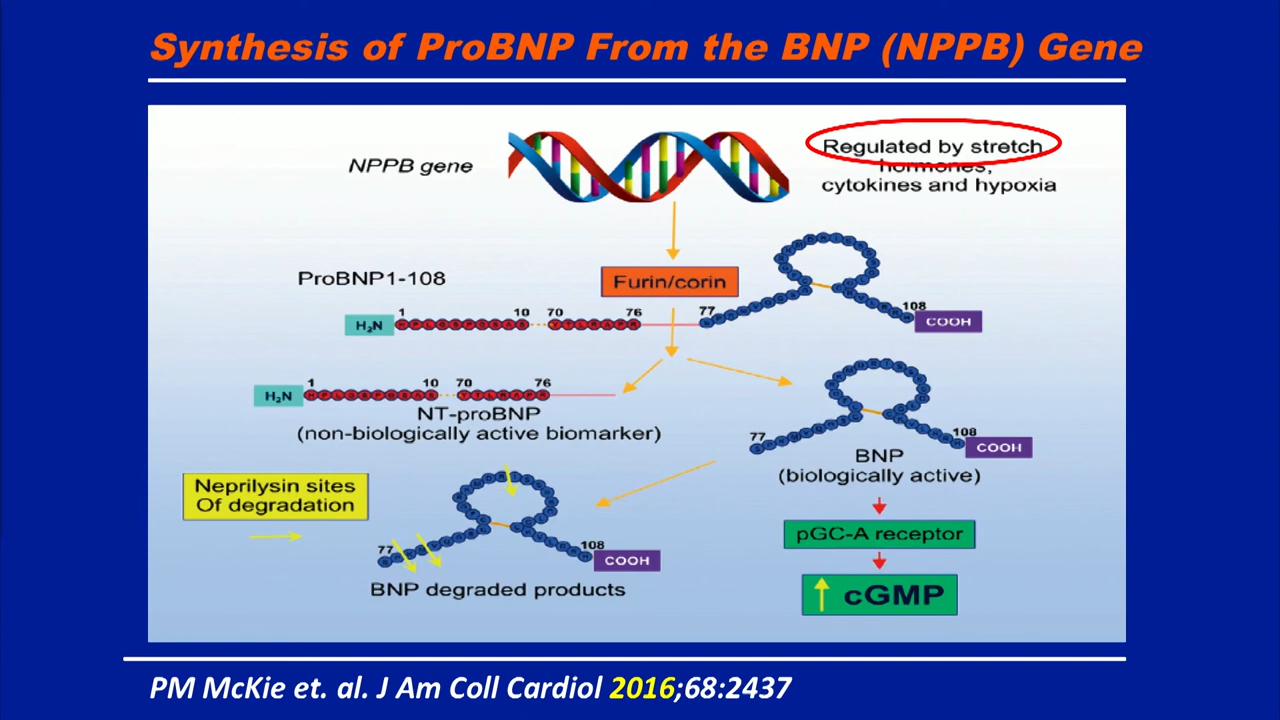 Synthesis of ProBNP From the BNP (NPPB) Gene
NPPB gene
Regulated by stretch
hormones,
cytokines and hypoxia
ProBNP1-108
Furin/corin
1
10
70
76
77
108
H₂N
COOH
1
10
70
76
H₂N
NT-proBNP
(non-biologically active biomarker)
77
108
COOH
BNP
(biologically active)
Neprilysin sites
Of degradation
77
108
COOH
BNP degraded products
pGC-A receptor
cGMP
PM McKie et. al. J Am Coll Cardiol 2016;68:2437